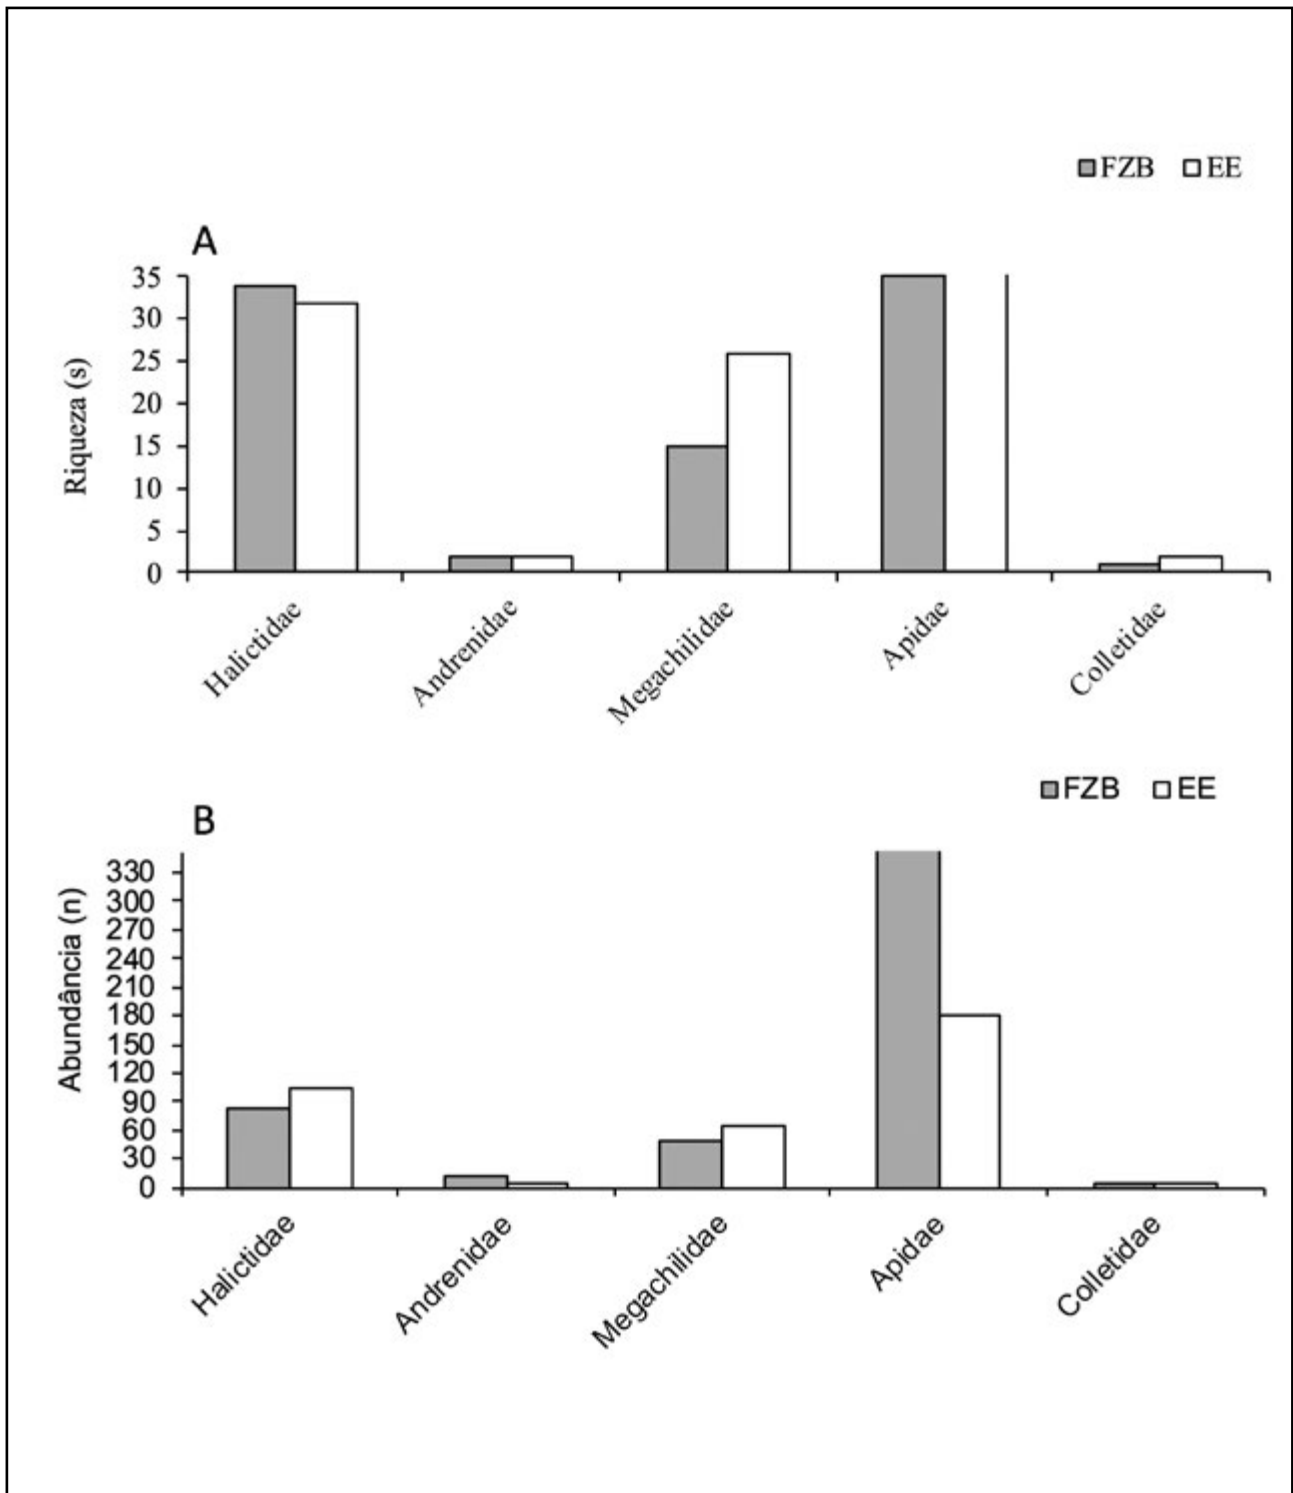 FZB EE
A
35
30
25
20
15
10
5
0
Riqueza (s)
Halictidae
Andrenidae
Megachilidae
Apidae
Colletidae
FZB EE
B
330
300
270
240
210
180
150
120
90
60
30
0
Abundância (n)
Halictidae
Andrenidae
Megachilidae
Apidae
Colletidae